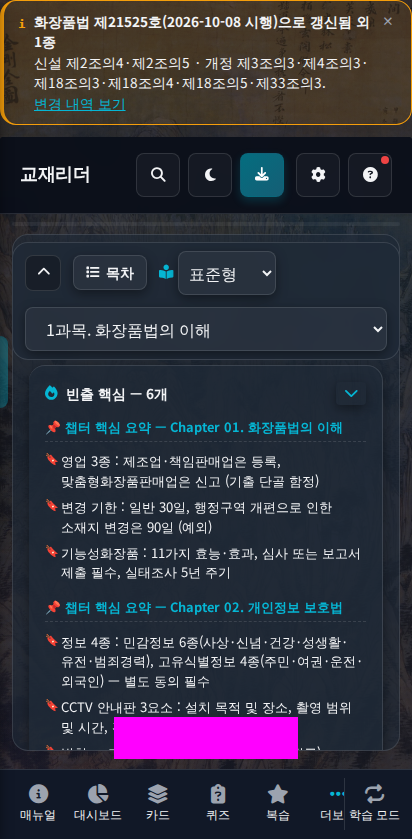 화장품법 제21525호(2026-10-08 시행)으로 갱신됨 외
1종
신설 제2조의4·제2조의5 · 개정 제3조의3·제4조의3·
제18조의3·제18조의4·제18조의5·제33조의3.
변경 내역 보기
교재리더
목차
표준형
1과목. 화장품법의 이해
빈출 핵심 — 6개
📌 챕터 핵심 요약 — Chapter 01. 화장품법의 이해
영업 3종 : 제조업·책임판매업은 등록,
맞춤형화장품판매업은 신고 (기출 단골 함정)
변경 기한 : 일반 30일, 행정구역 개편으로 인한
소재지 변경은 90일 (예외)
기능성화장품 : 11가지 효능·효과, 심사 또는 보고서
제출 필수, 실태조사 5년 주기
📌 챕터 핵심 요약 — Chapter 02. 개인정보 보호법
정보 4종 : 민감정보 6종(사상·신념·건강·성생활·
유전·범죄경력), 고유식별정보 4종(주민·여권·운전·
외국인) — 별도 동의 필수
CCTV 안내판 3요소 : 설치 목적 및 장소, 촬영 범위
및 시간,
매뉴얼
대시보드
카드
퀴즈
복습
더보
학습 모드